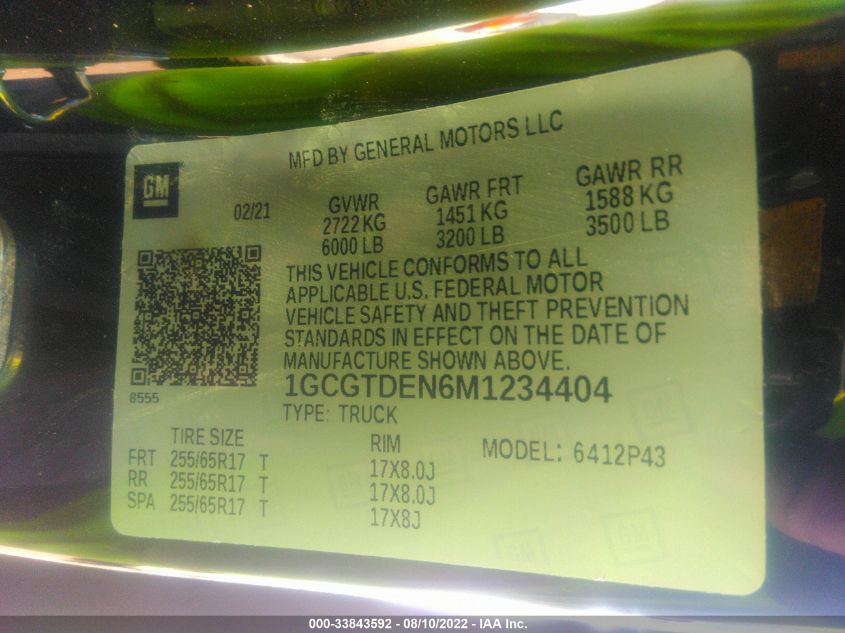 MFD BY GENERAL MOTORS LLC
GM
02/21
GVWR
2722 KG
6000 LB
GAWR FRT
1451 KG
3200 LB
GAWR RR
1588 KG
3500 LB
THIS VEHICLE CONFORMS TO ALL
APPLICABLE U.S. FEDERAL MOTOR
VEHICLE SAFETY AND THEFT PREVENTION
STANDARDS IN EFFECT ON THE DATE OF
MANUFACTURE SHOWN ABOVE.
8555
1GCGTDEN6M1234404
TYPE: TRUCK
TIRE SIZE RIM MODEL: 6412P43
FRT 255/65R17 T 17X8.0J
RR 255/65R17 T 17X8.0J
SPA 255/65R17 T 17X8J
GM
GM
000-33843592 - 08/10/2022 - IAA Inc.